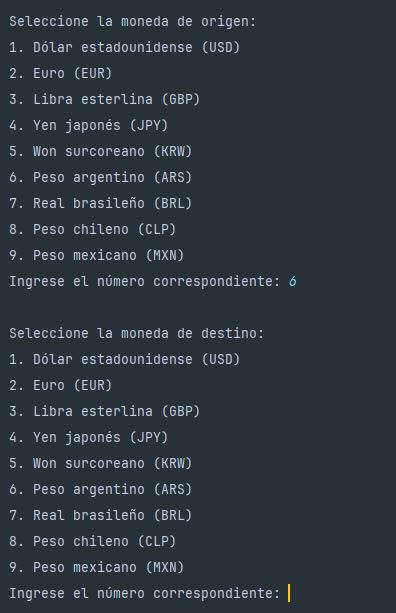 Seleccione la moneda de origen:
1. Dólar estadounidense (USD)
2. Euro (EUR)
3. Libra esterlina (GBP)
4. Yen japonés (JPY)
5. Won surcoreano (KRW)
6. Peso argentino (ARS)
7. Real brasileño (BRL)
8. Peso chileno (CLP)
9. Peso mexicano (MXN)
Ingrese el número correspondiente: 6
Seleccione la moneda de destino:
1. Dólar estadounidense (USD)
2. Euro (EUR)
3. Libra esterlina (GBP)
4. Yen japonés (JPY)
5. Won surcoreano (KRW)
6. Peso argentino (ARS)
7. Real brasileño (BRL)
8. Peso chileno (CLP)
9. Peso mexicano (MXN)
Ingrese el número correspondiente: